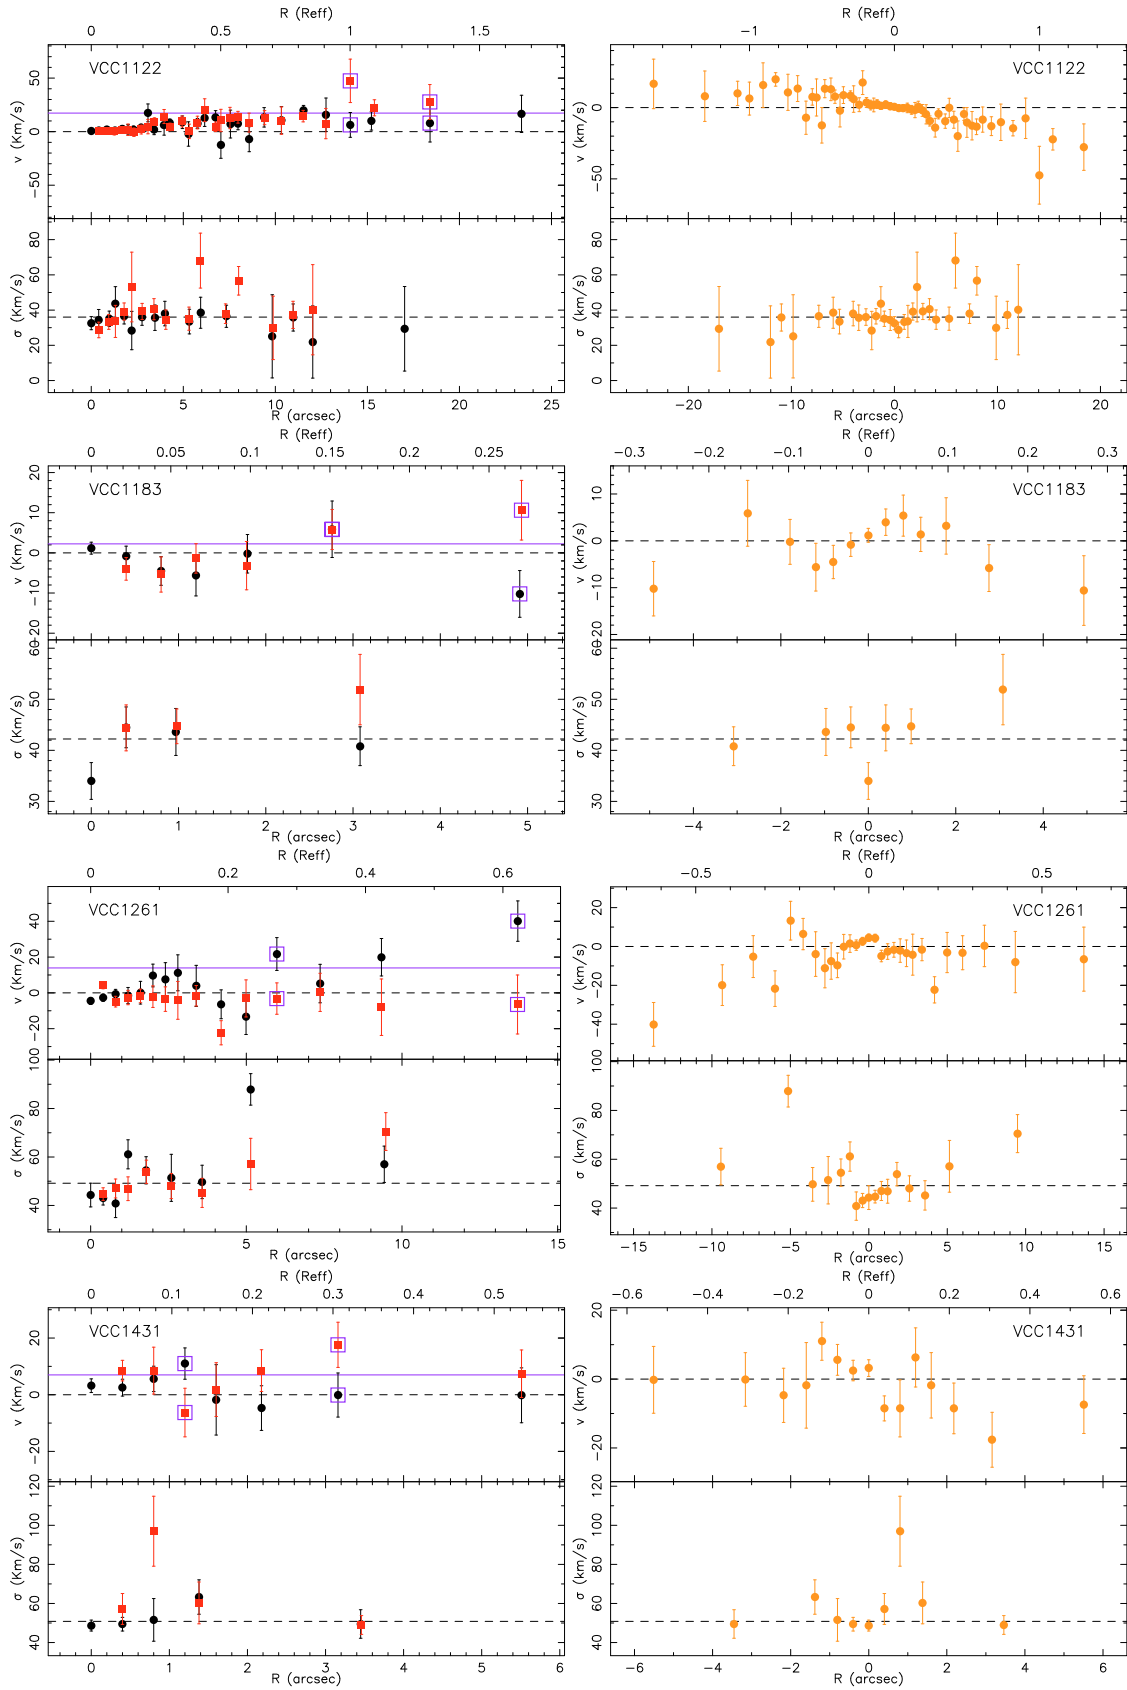 R (Reff) R (Reff)
0 0.5 1 1.5 −1 0 1
VCC1122 VCC1122
v (Km/s) −50 0 50 v (km/s) −50 0
σ (Km/s) 0 20 40 60 80 σ (Km/s) 0 20 40 60 80
0 5 10 15 20 25 −20 −10 0 10 20
R (arcsec) R (arcsec)
R (Reff) R (Reff)
0 0.05 0.1 0.15 0.2 0.25 −0.3 −0.2 −0.1 0 0.1 0.2 0.3
VCC1183 VCC1183
v (Km/s) −20 −10 0 10 20 v (km/s) −20 −10 0 10
σ (Km/s) 30 40 50 60 σ (Km/s) 30 40 50 60
0 1 2 3 4 5 −4 −2 0 2 4
R (arcsec) R (arcsec)
R (Reff) R (Reff)
0 0.2 0.4 0.6 −0.5 0 0.5
VCC1261 VCC1261
v (Km/s) −20 0 20 40 v (km/s) −40 −20 0 20
σ (Km/s) 40 60 80 100 σ (Km/s) 40 60 80 100
0 5 10 15 −15 −10 −5 0 5 10 15
R (arcsec) R (arcsec)
R (Reff) R (Reff)
0 0.1 0.2 0.3 0.4 0.5 −0.6 −0.4 −0.2 0 0.2 0.4 0.6
VCC1431 VCC1431
v (Km/s) −20 0 20 v (km/s) −20 0 20
σ (Km/s) 40 60 80 100 120 σ (Km/s) 40 60 80 100 120
0 1 2 3 4 5 6 −6 −4 −2 0 2 4 6
R (arcsec) R (arcsec)